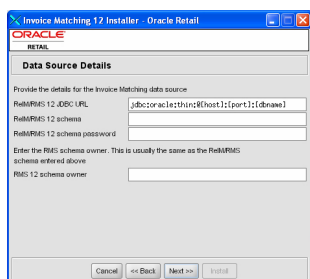 Invoice Matching 12 Installer - Oracle Retail
ORACLE
RETAIL
Data Source Details
Provide the details for the Invoice Matching data source
ReIM/RMS 12 JDBC URL
jdbc:oracle:thin:@[host]:[port]:[dbname]
ReIM/RMS 12 schema
ReIM/RMS 12 schema password
Enter the RMS schema owner. This is usually the same as the ReIM/RMS
schema entered above
RMS 12 schema owner
Cancel
<< Back
Next >>
Install